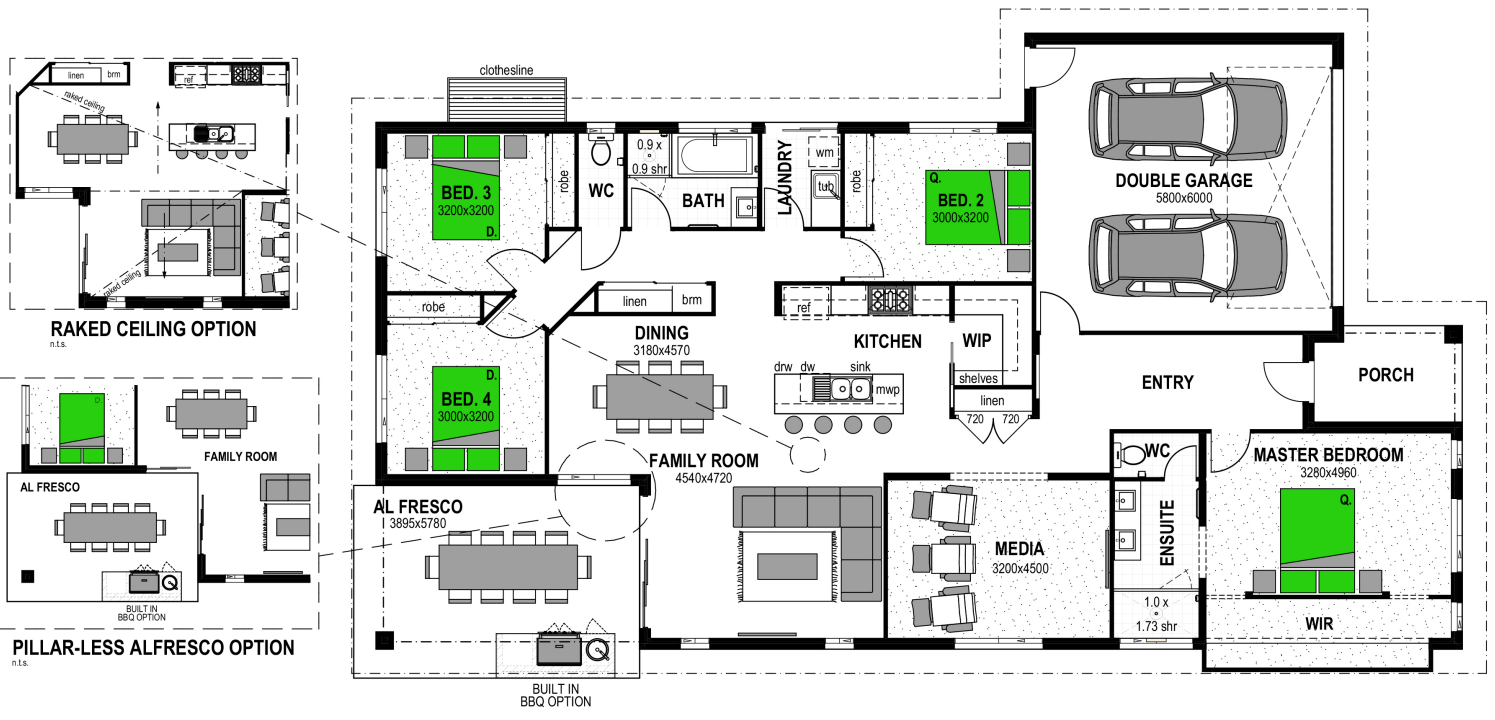 linen
brm
ref
raked ceiling
raked ceiling
RAKED CEILING OPTION
n.t.s.
D.
FAMILY ROOM
AL FRESCO
BUILT IN
BBQ OPTION
PILLAR-LESS ALFRESCO OPTION
n.t.s.
clothesline
BED. 3
3200x3200
D.
robe
WC
0.9 x
0.9 shr
BATH
LAUNDRY
wm
tub
robe
Q.
BED. 2
3000x3200
DOUBLE GARAGE
5800x6000
robe
linen
brm
DINING
3180x4570
ref
KITCHEN
WIP
shelves
drw
dw
sink
mwp
linen
720
720
ENTRY
PORCH
D.
BED. 4
3000x3200
FAMILY ROOM
4540x4720
AL FRESCO
3895x5780
BUILT IN
BBQ OPTION
MEDIA
3200x4500
WC
ENSUITE
1.0 x
1.73 shr
MASTER BEDROOM
3280x4960
Q.
WIR